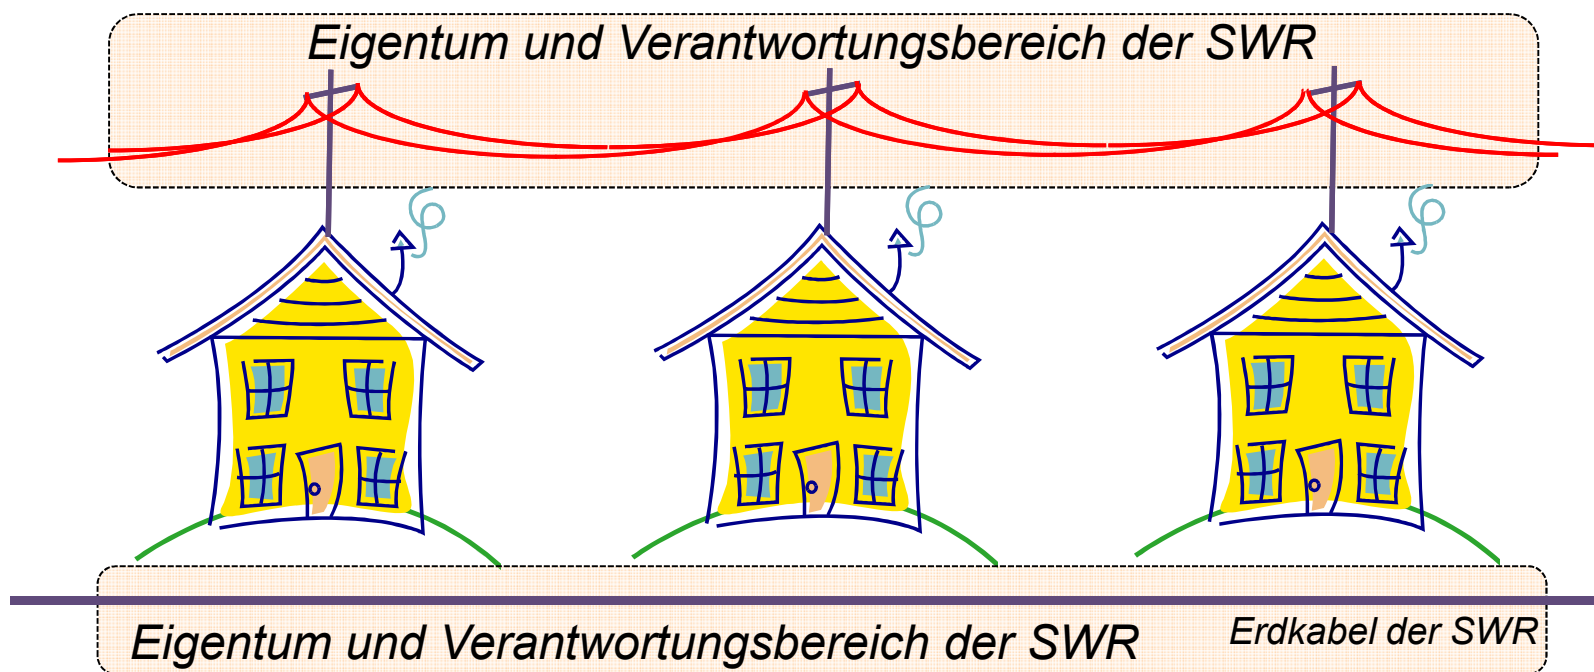 Eigentum und Verantwortungsbereich der SWR
Eigentum und Verantwortungsbereich der SWR
Erdkabel der SWR